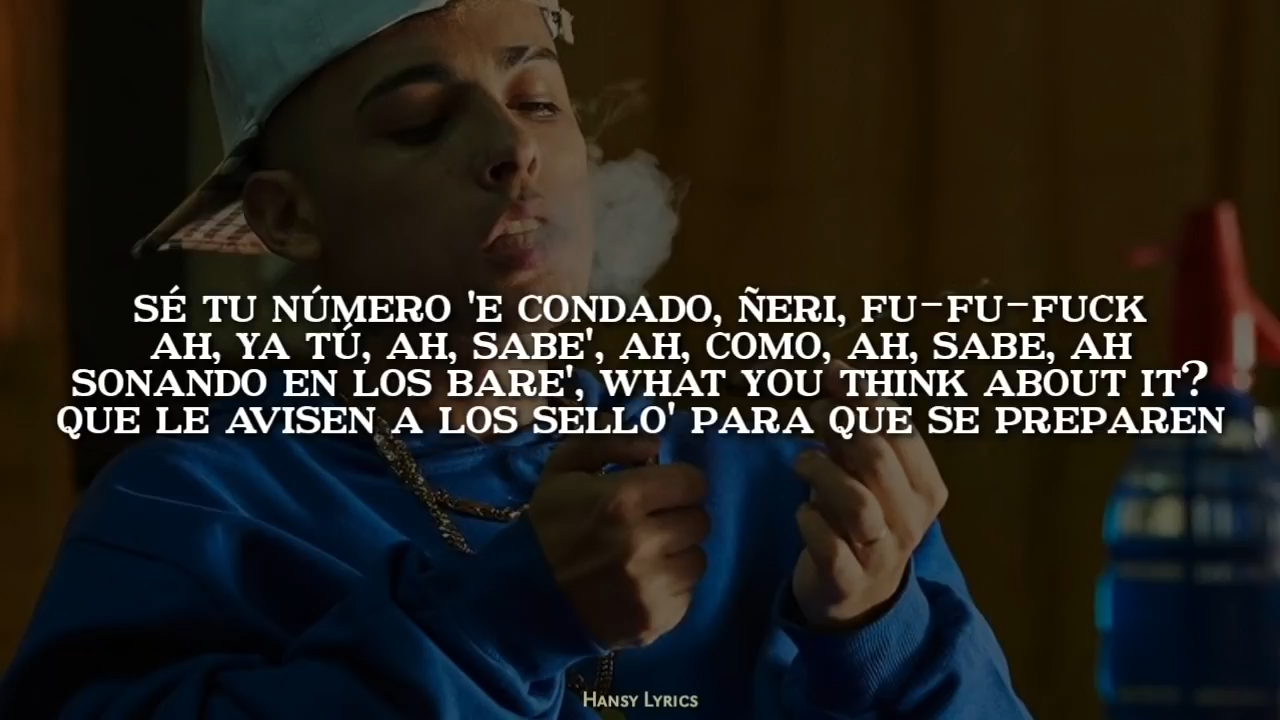 SÉ TU NÚMERO 'E CONDADO, ÑERI, FU-FU-FUCK
AH, YA TÚ, AH, SABE', AH, COMO, AH, SABE, AH
SONANDO EN LOS BARE', WHAT YOU THINK ABOUT IT?
QUE LE AVISEN A LOS SELLO' PARA QUE SE PREPAREN
HANSY LYRICS